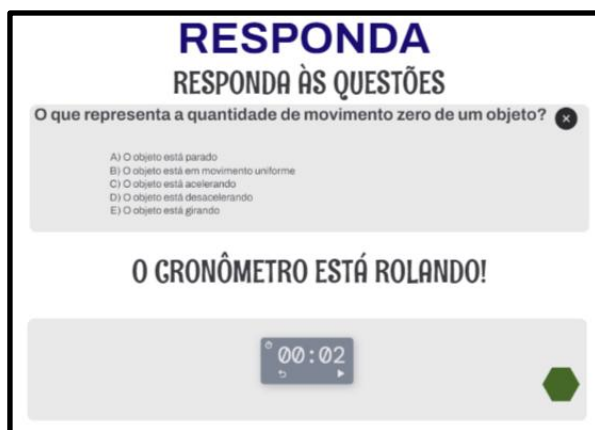 RESPONDA
RESPONDA ÀS QUESTÕES
O que representa a quantidade de movimento zero de um objeto?
A) O objeto está parado
B) O objeto está em movimento uniforme
C) O objeto está acelerando
D) O objeto está desacelerando
E) O objeto está girando
O CRONÔMETRO ESTÁ ROLANDO!
00:02